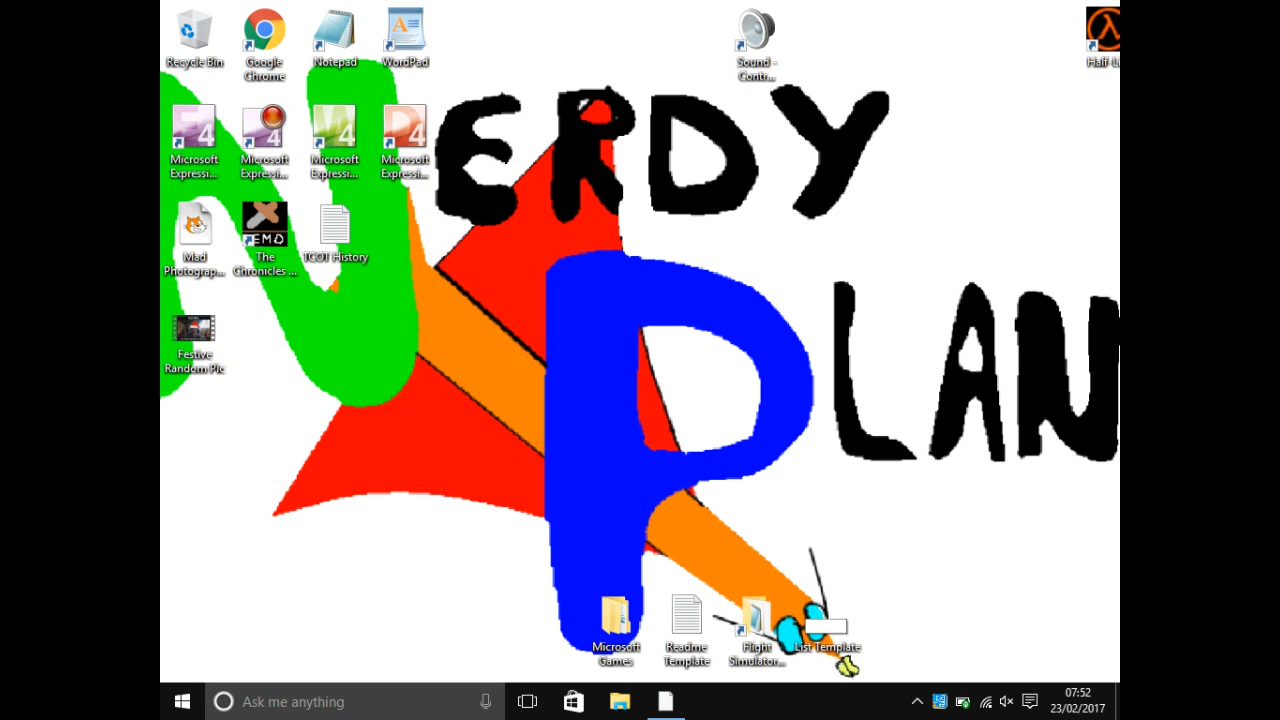 Recycle Bin
Google
Chrome
Notepad
WordPad
Sound -
Contr...
Half-L
NERDY
Microsoft
Expressi...
Microsoft
Expressi...
Microsoft
Expressi...
Microsoft
Expressi...
Mad
Photograp...
The
Chronicles ...
TCOT History
PLAN
Festive
Random Pic
Microsoft
Games
Readme
Template
Flight
Simulator...
List Template
Ask me anything
07:52
23/02/2017